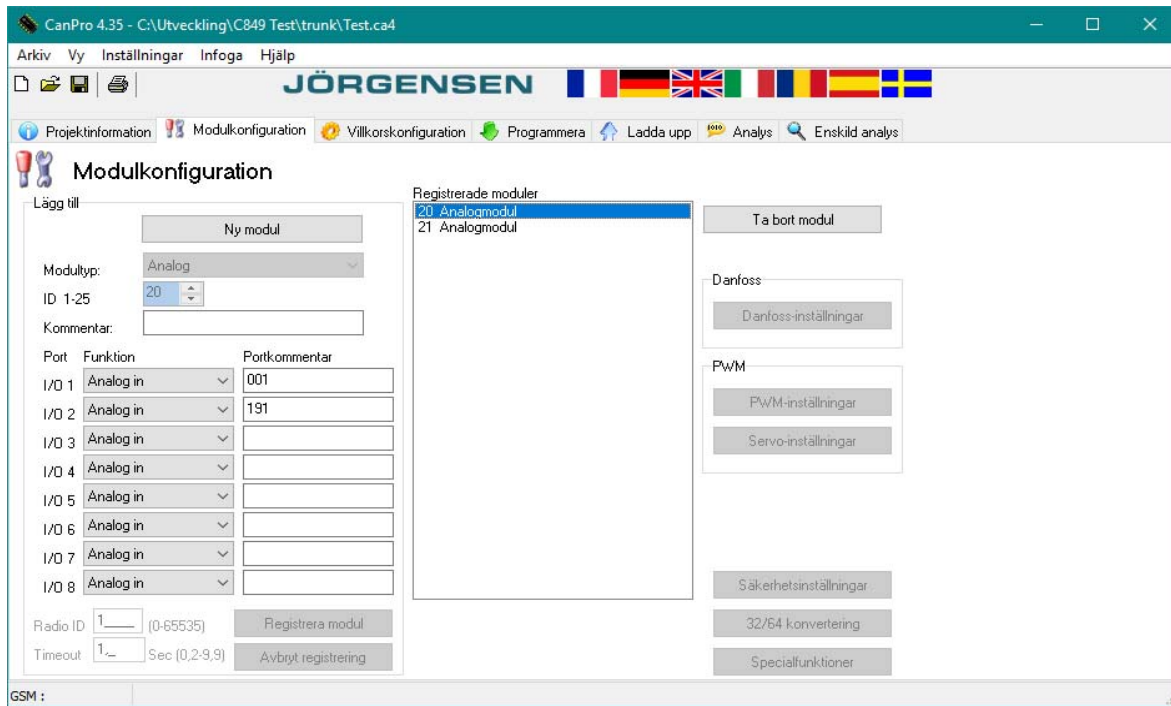 CanPro 4.35 - C:\Utveckling\C849 Test\trunk\Test.ca4
Arkiv Vy Inställningar Infoga Hjälp
JÖRGENSEN
Projektinformation Modulkonfiguration Villkorskonfiguration Programmera Ladda upp Analys Enskild analys
Modulkonfiguration
Lägg till
Ny modul
Modultyp: Analog
ID 1-25 20
Kommentar:
Port Funktion Portkommentar
I/O 1 Analog in 001
I/O 2 Analog in 191
I/O 3 Analog in
I/O 4 Analog in
I/O 5 Analog in
I/O 6 Analog in
I/O 7 Analog in
I/O 8 Analog in
Radio ID 1____ (0-65535) Registrera modul
Timeout 1,_ Sec (0,2-9,9) Avbryt registrering
Registrerade moduler
20 Analogmodul
21 Analogmodul
Ta bort modul
Danfoss
Danfoss-inställningar
PWM
PWM-inställningar
Servo-inställningar
Säkerhetsinställningar
32/64 konvertering
Specialfunktioner
GSM :